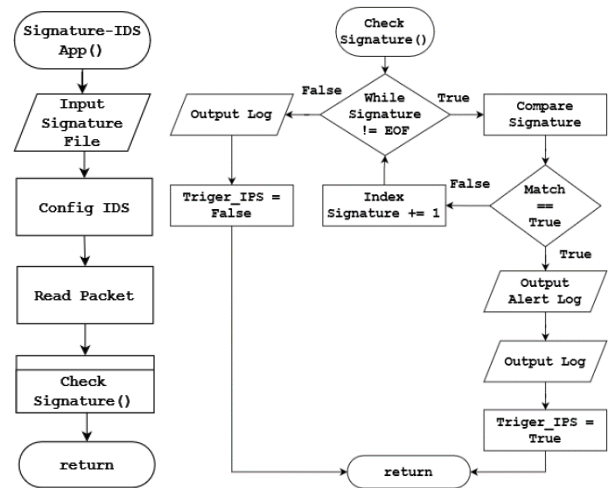 Signature-IDS
App()
Input
Signature
File
Config IDS
Read Packet
Check
Signature()
return
Check
Signature()
False
While
Signature
!= EOF
True
Output Log
Compare
Signature
Triger_IPS =
False
Index
Signature += 1
False
Match
==
True
True
Output
Alert Log
Output Log
Triger_IPS =
True
return